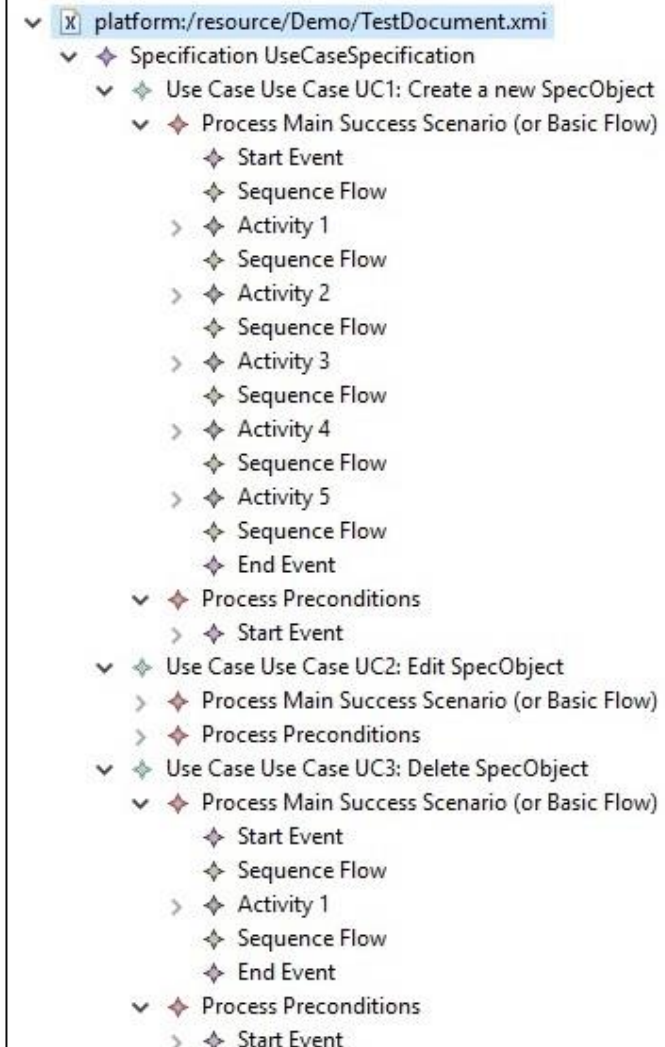 platform:/resource/Demo/TestDocument.xmi
Specification UseCaseSpecification
Use Case Use Case UC1: Create a new SpecObject
Process Main Success Scenario (or Basic Flow)
Start Event
Sequence Flow
Activity 1
Sequence Flow
Activity 2
Sequence Flow
Activity 3
Sequence Flow
Activity 4
Sequence Flow
Activity 5
Sequence Flow
End Event
Process Preconditions
Start Event
Use Case Use Case UC2: Edit SpecObject
Process Main Success Scenario (or Basic Flow)
Process Preconditions
Use Case Use Case UC3: Delete SpecObject
Process Main Success Scenario (or Basic Flow)
Start Event
Sequence Flow
Activity 1
Sequence Flow
End Event
Process Preconditions
Start Event